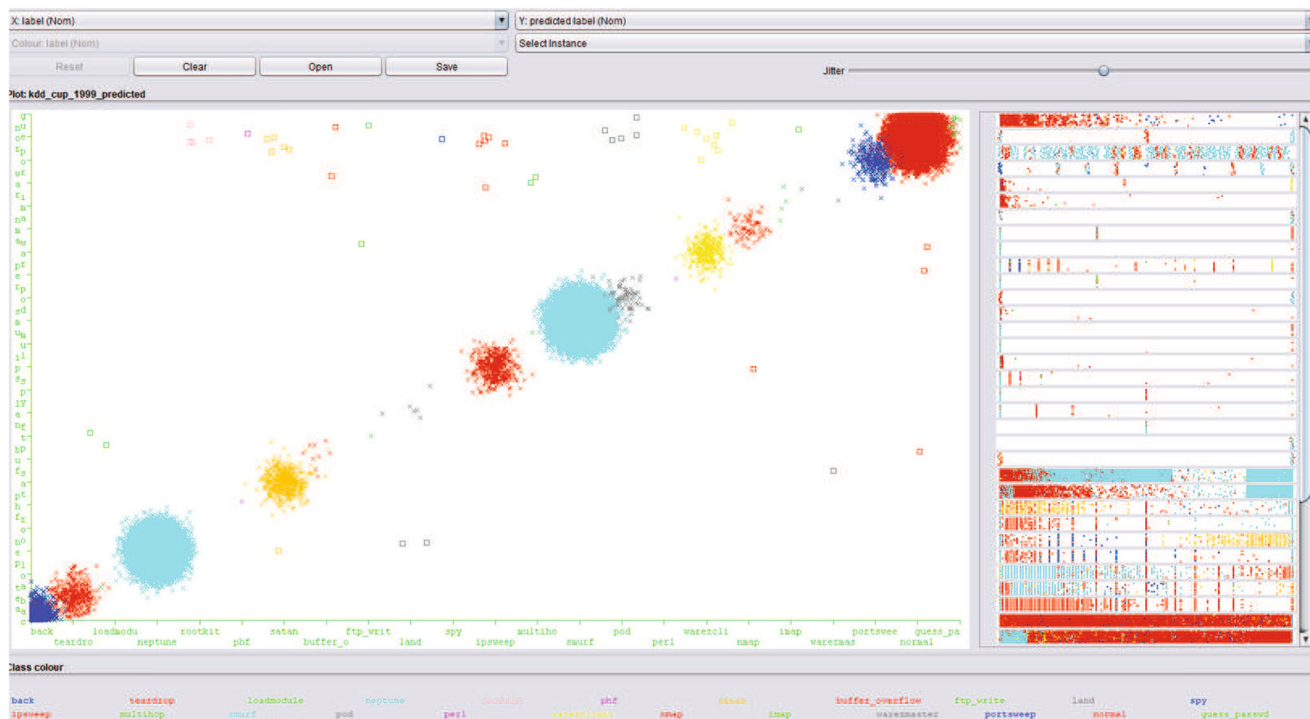 X: label (Nom)
Y: predicted label (Nom)
Colour: label (Nom)
Select Instance
Reset
Clear
Open
Save
Jitter
Plot: kdd_cup_1999_predicted
back loadmodu rootkit satan ftp_writ spy multiho pod warecli imap portswee guess_pa
teardro neptune phf buffer_o land ipsweep smurf perl nmap warezmas normal
Class colour
back teardrop loadmodule neptune phf satan buffer_overflow ftp_write land spy
ipsweep multihop smurf pod perl nmap imap warezmaster portsweep normal guess_passwd